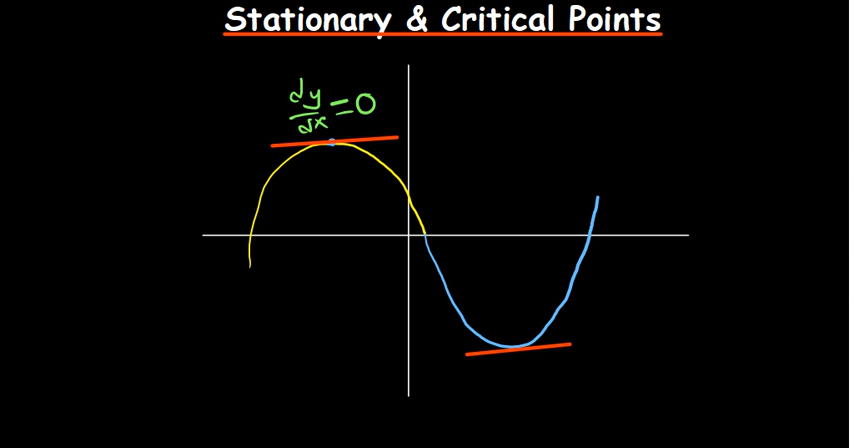 Stationary & Critical Points
dy/dx = 0